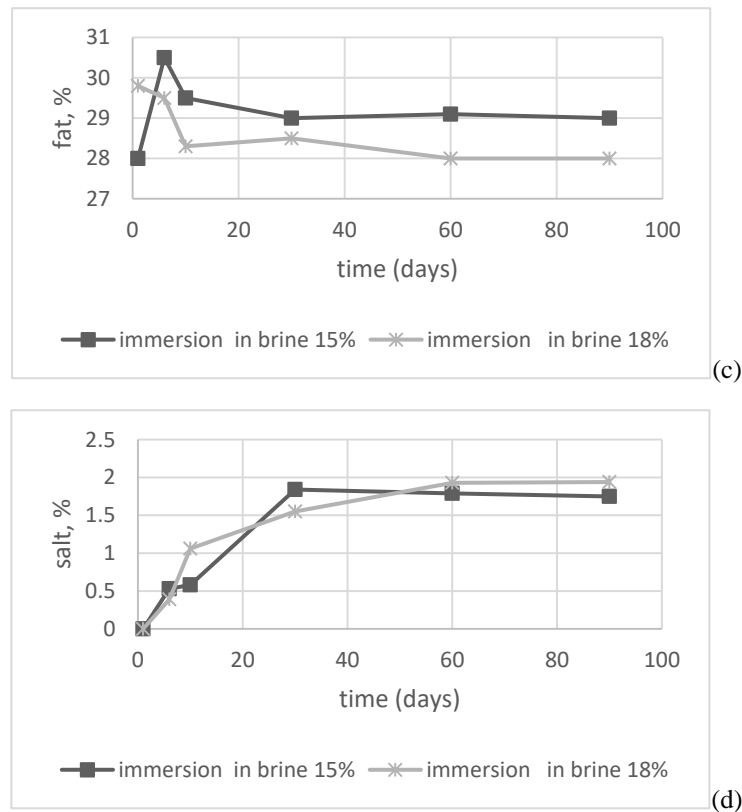 31
30
29
28
27
fat, %
0 20 40 60 80 100
time (days)
immersion in brine 15% immersion in brine 18%
(c)
2.5
2
1.5
1
0.5
0
salt, %
0 20 40 60 80 100
time (days)
immersion in brine 15% immersion in brine 18%
(d)